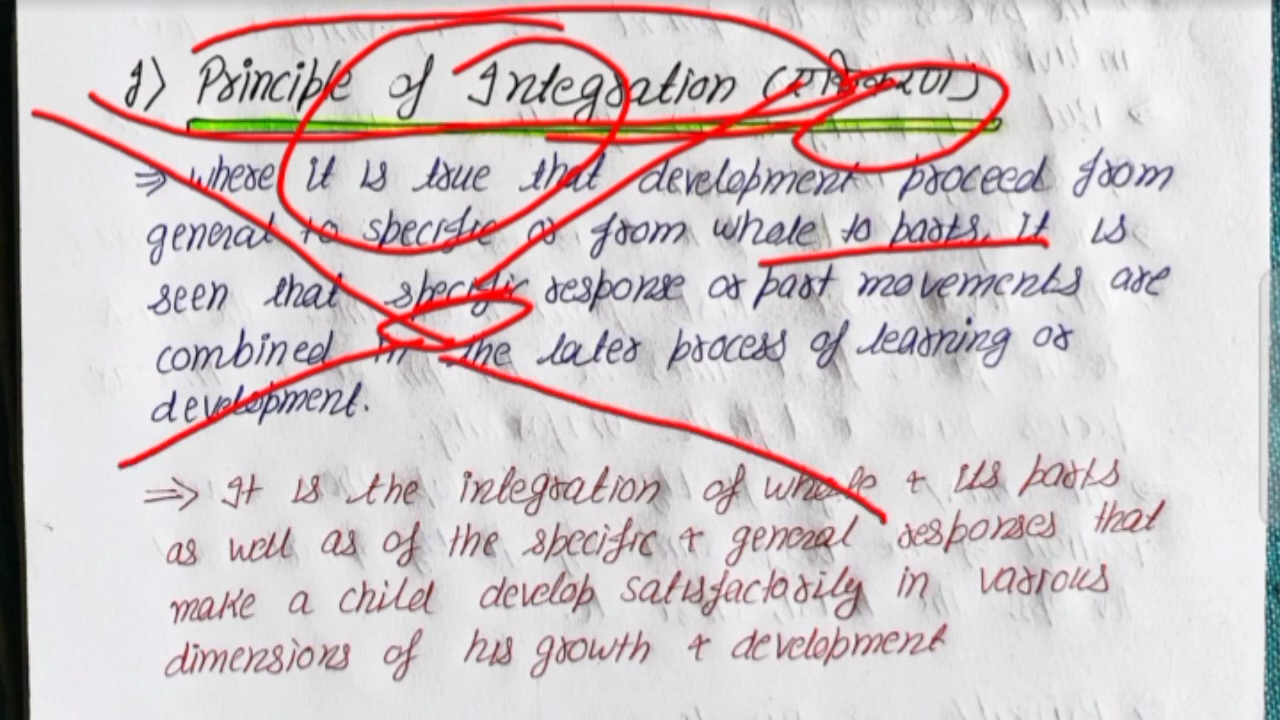 g) Principle of Integration (एकीकरण)
⇒ where it is true that development proceed from
general to specific or from whole to parts. It is
seen that specific response or part movements are
combined in the later process of learning or
development.
⇒ It is the integration of whole & its parts
as well as of the specific & general responses that
make a child develop satisfactorily in various
dimensions of his growth & development